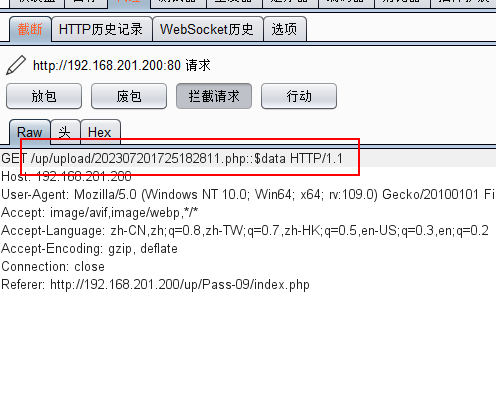 截断 HTTP历史记录 WebSocket历史 选项
http://192.168.201.200:80 请求
放包 废包 拦截请求 行动
Raw 头 Hex
GET /up/upload/202307201725182811.php::$data HTTP/1.1
Host: 192.168.201.200
User-Agent: Mozilla/5.0 (Windows NT 10.0; Win64; x64; rv:109.0) Gecko/20100101 Fi
Accept: image/avif,image/webp,*/*
Accept-Language: zh-CN,zh;q=0.8,zh-TW;q=0.7,zh-HK;q=0.5,en-US;q=0.3,en;q=0.2
Accept-Encoding: gzip, deflate
Connection: close
Referer: http://192.168.201.200/up/Pass-09/index.php